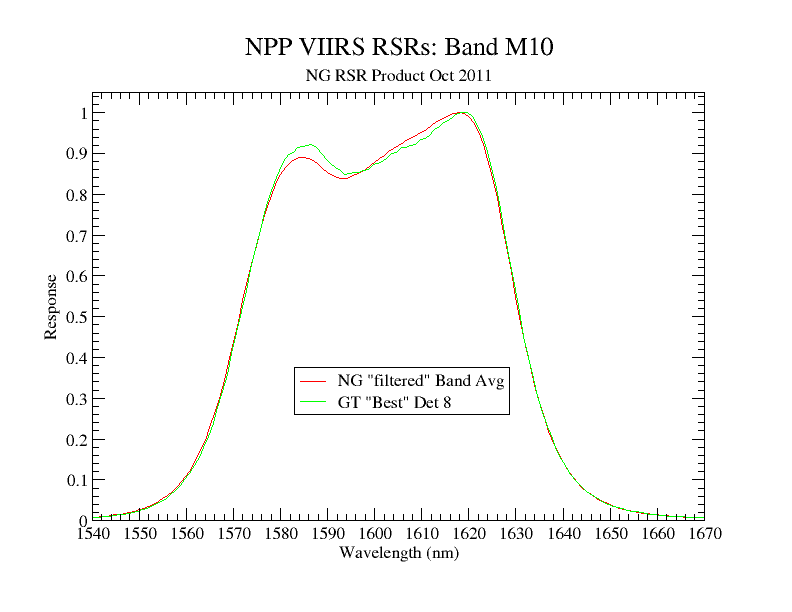 NPP VIIRS RSRs: Band M10
NG RSR Product Oct 2011
1
0.9
0.8
0.7
0.6
0.5
0.4
0.3
0.2
0.1
0
Response
NG "filtered" Band Avg
GT "Best" Det 8
1540 1550 1560 1570 1580 1590 1600 1610 1620 1630 1640 1650 1660 1670
Wavelength (nm)